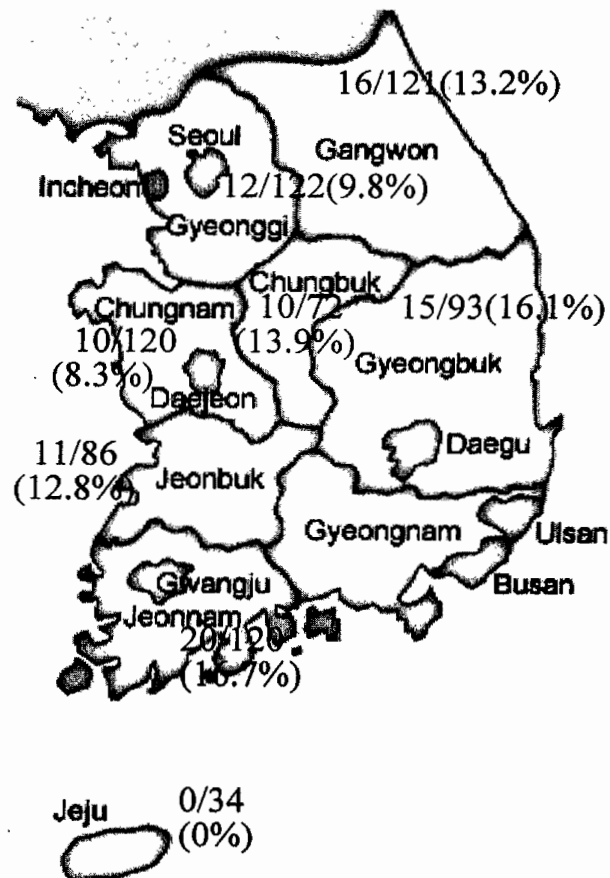 16/121(13.2%)
Seoul
Gangwon
Incheon
12/122(9.8%)
Gyeonggi
Chungbuk
Chungnam
10/72
15/93(16.1%)
10/120
(13.9%)
(8.3%)
Gyeongbuk
Daejeon
Daegu
11/86
(12.8%)
Jeonbuk
Gyeongnam
Ulsan
Gwangju
Busan
Jeonnam
20/120
(16.7%)
Jeju
0/34
(0%)